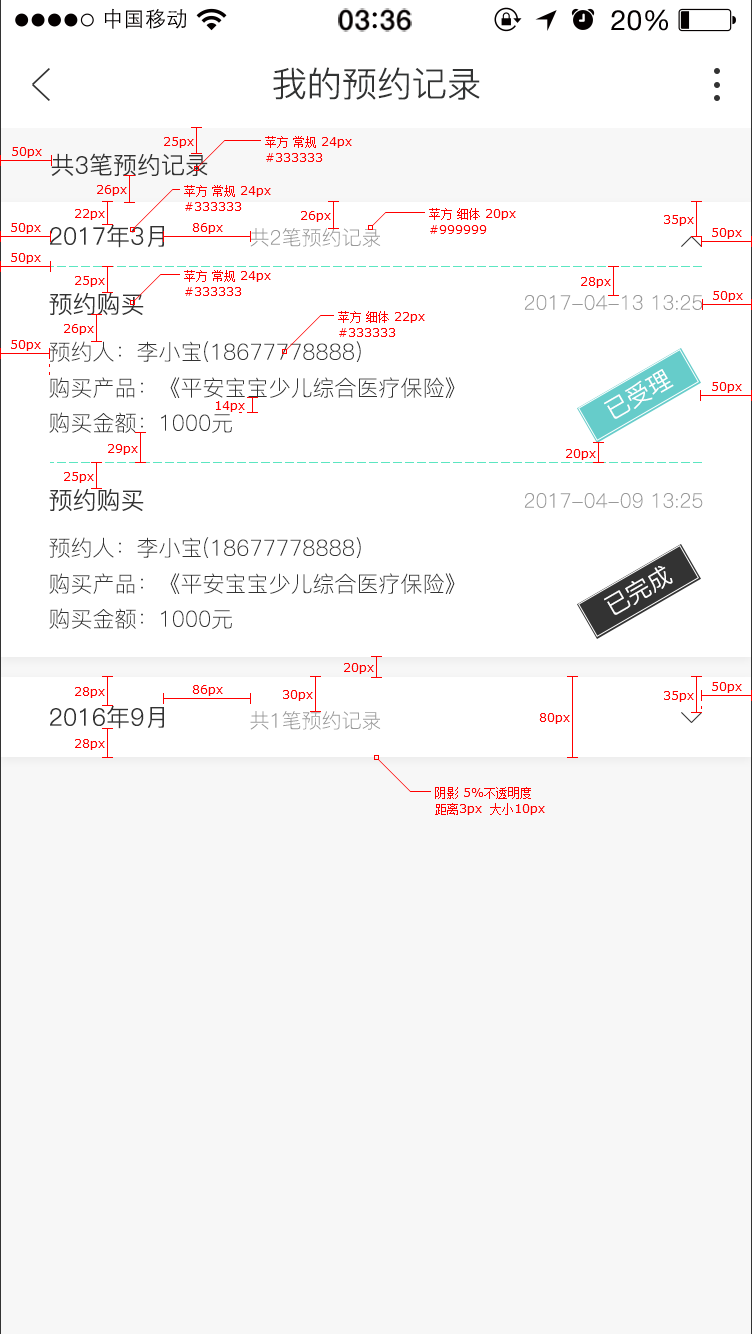 中国移动 03:36 20%
我的预约记录
25px
苹方 常规 24px
#333333
50px
共3笔预约记录
26px
苹方 常规 24px
#333333
22px
26px
苹方 细体 20px
#999999
35px
50px
86px
50px
2017年3月
共2笔预约记录
50px
25px
苹方 常规 24px
#333333
28px
50px
预约购买
2017-04-13 13:25
26px
苹方 细体 22px
#333333
50px
预约人：李小宝(18677778888)
购买产品：《平安宝宝少儿综合医疗保险》
已受理
50px
14px
购买金额：1000元
29px
20px
25px
预约购买
2017-04-09 13:25
预约人：李小宝(18677778888)
购买产品：《平安宝宝少儿综合医疗保险》
已完成
购买金额：1000元
20px
28px
86px
30px
35px
50px
2016年9月
共1笔预约记录
80px
28px
阴影 5%不透明度
距离3px 大小10px